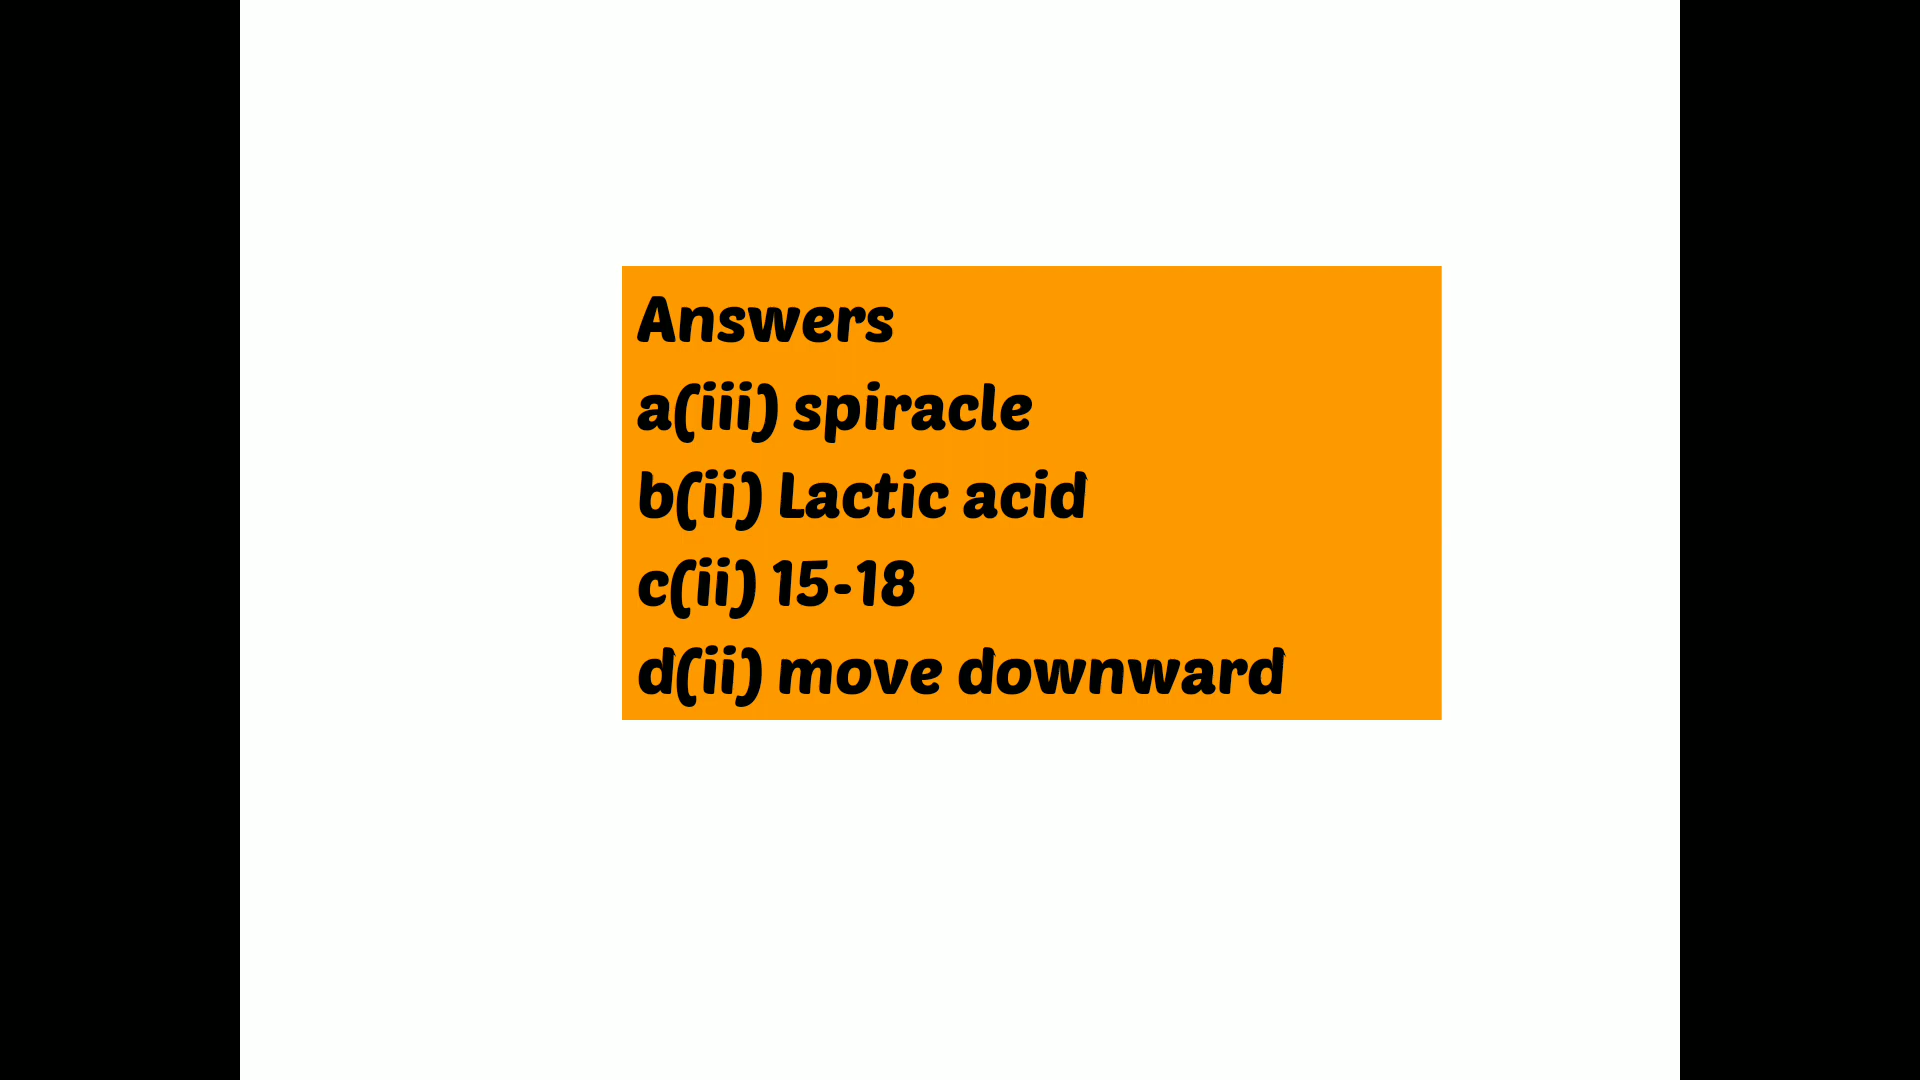 Answers
a(iii) spiracle
b(ii) Lactic acid
c(ii) 15-18
d(ii) move downward